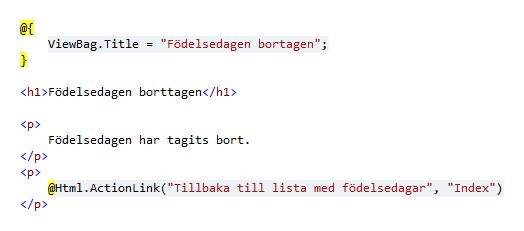 @{
    ViewBag.Title = "Födelsedagen bortagen";
}
<h1>Födelsedagen borttagen</h1>
<p>
    Födelsedagen har tagits bort.
</p>
<p>
    @Html.ActionLink("Tillbaka till lista med födelsedagar", "Index")
</p>